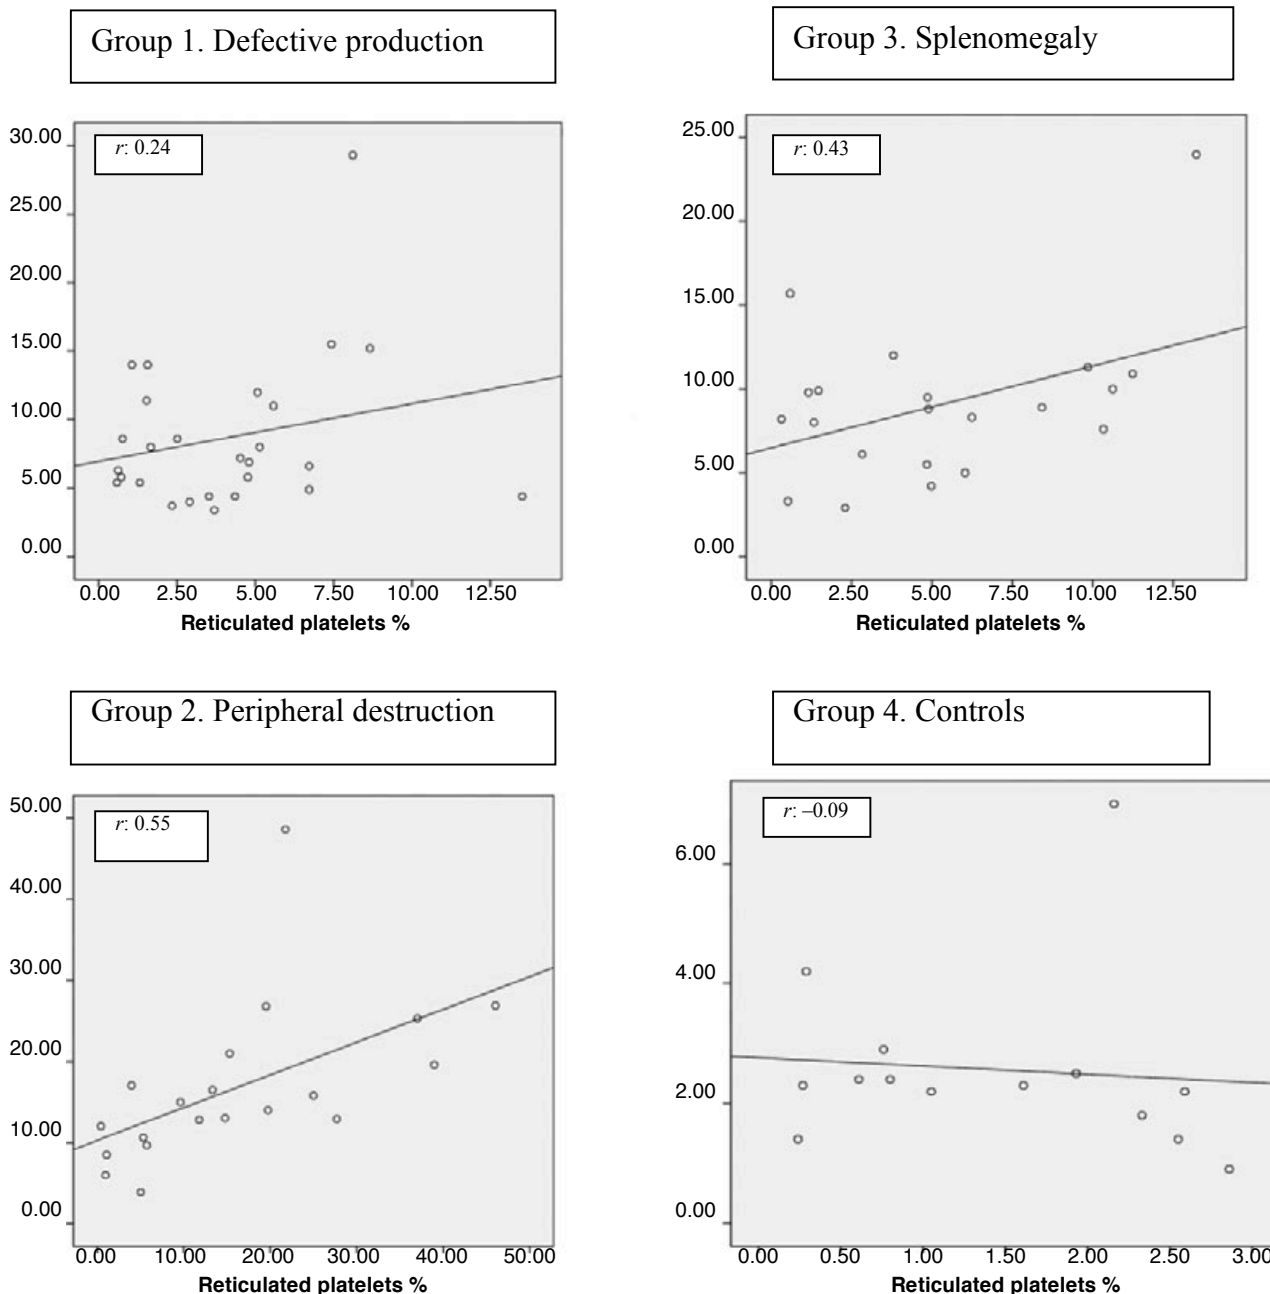 Group 1. Defective production
r: 0.24
30.00
25.00
20.00
15.00
10.00
5.00
0.00
0.00 2.50 5.00 7.50 10.00 12.50
Reticulated platelets %
Group 3. Splenomegaly
r: 0.43
25.00
20.00
15.00
10.00
5.00
0.00
0.00 2.50 5.00 7.50 10.00 12.50
Reticulated platelets %
Group 2. Peripheral destruction
r: 0.55
50.00
40.00
30.00
20.00
10.00
0.00
0.00 10.00 20.00 30.00 40.00 50.00
Reticulated platelets %
Group 4. Controls
r: –0.09
6.00
4.00
2.00
0.00
0.00 0.50 1.00 1.50 2.00 2.50 3.00
Reticulated platelets %